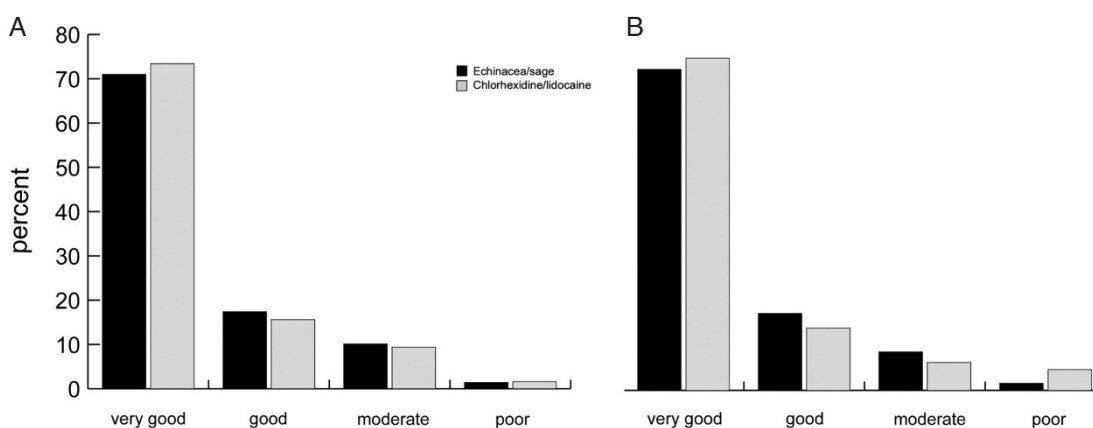 A
B
80
70
60
50
40
30
20
10
0
percent
Echinacea/sage
Chlorhexidine/lidocaine
very good good moderate poor
very good good moderate poor